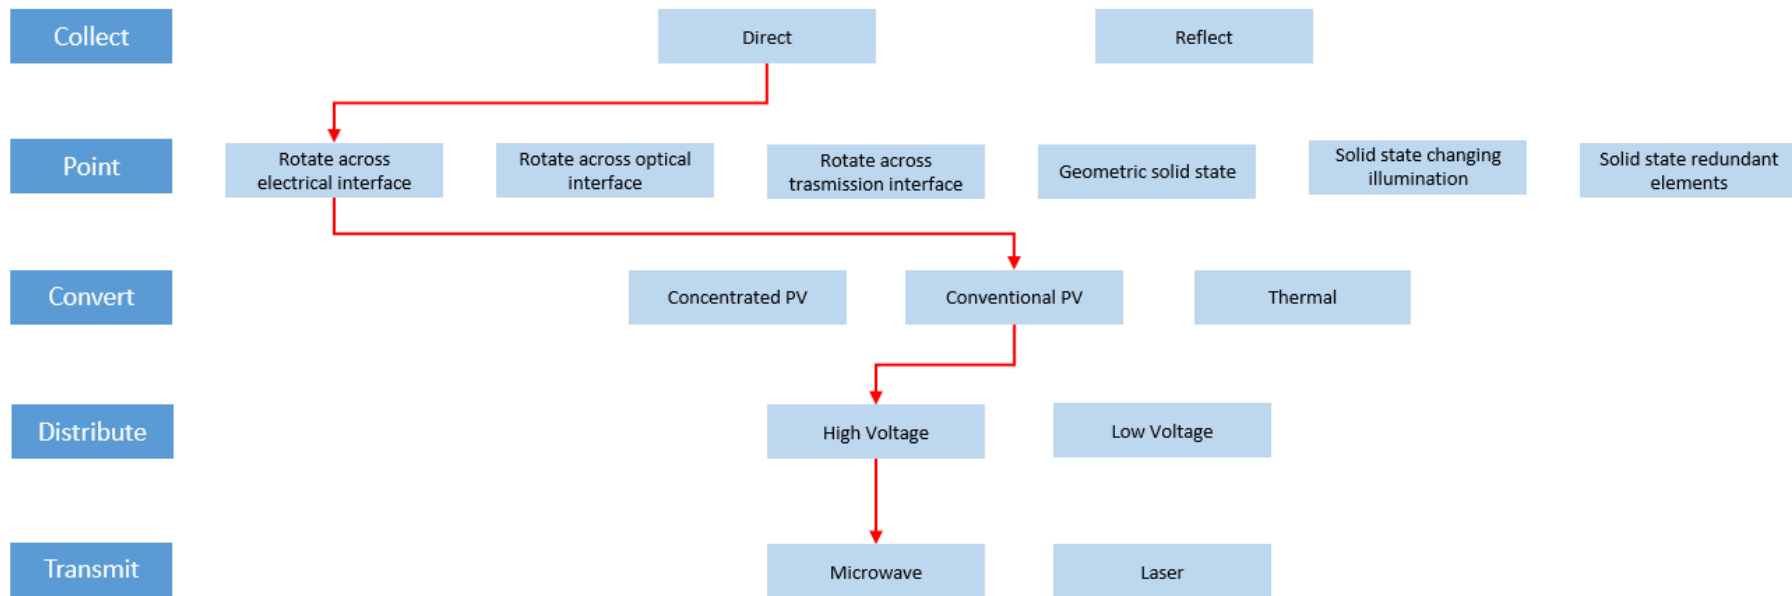 Collect
Direct
Reflect
Point
Rotate across
electrical interface
Rotate across optical
interface
Rotate across
trasmission interface
Geometric solid state
Solid state changing
illumination
Solid state redundant
elements
Convert
Concentrated PV
Conventional PV
Thermal
Distribute
High Voltage
Low Voltage
Transmit
Microwave
Laser